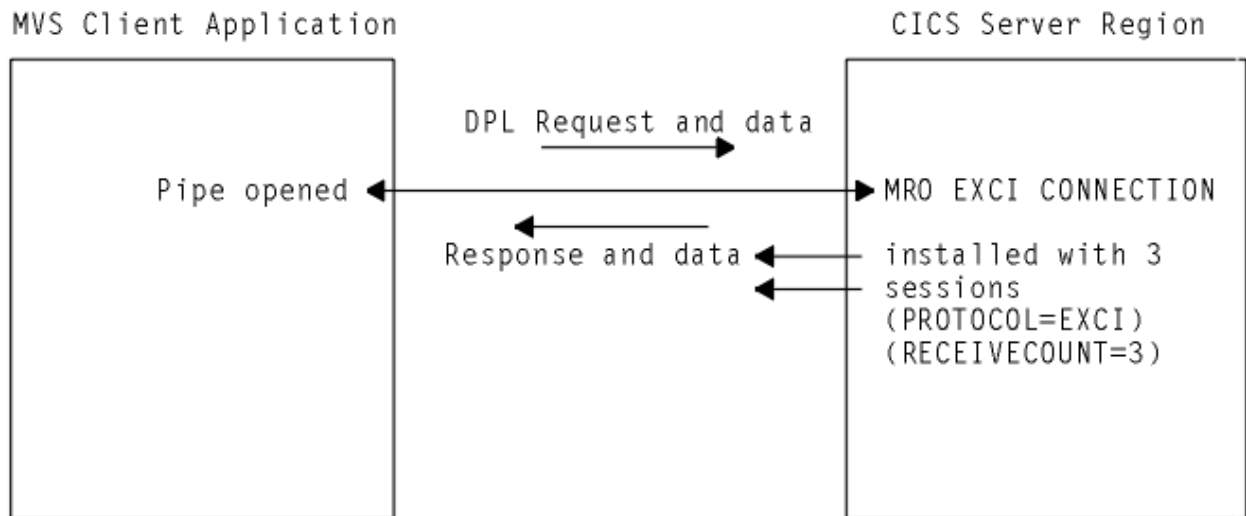 MVS Client Application
CICS Server Region
DPL Request and data
Pipe opened
MRO EXCI CONNECTION
Response and data
installed with 3
sessions
(PROTOCOL=EXCI)
(RECEIVECOUNT=3)